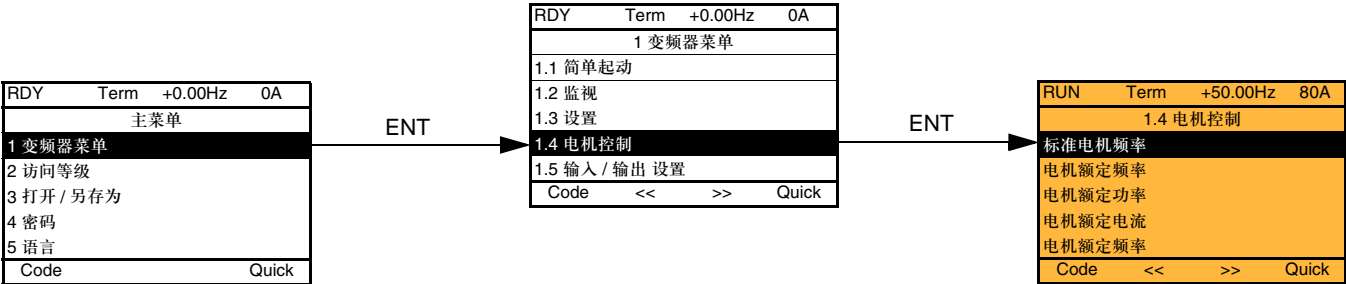 RDY Term +0.00Hz 0A
主菜单
1 变频器菜单
2 访问等级
3 打开 / 另存为
4 密码
5 语言
Code Quick
ENT
RDY Term +0.00Hz 0A
1 变频器菜单
1.1 简单起动
1.2 监视
1.3 设置
1.4 电机控制
1.5 输入 / 输出 设置
Code << >> Quick
ENT
RUN Term +50.00Hz 80A
1.4 电机控制
标准电机频率
电机额定频率
电机额定功率
电机额定电流
电机额定频率
Code << >> Quick